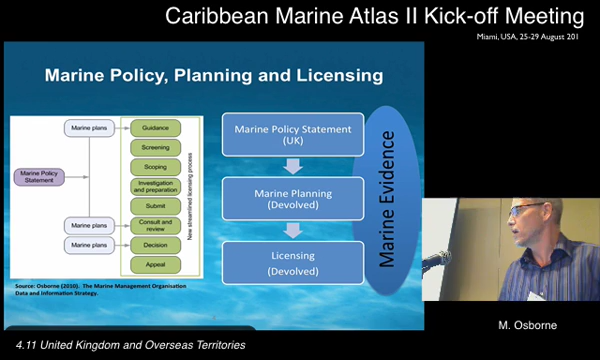 Caribbean Marine Atlas II Kick-off Meeting
Miami, USA, 25-29 August 201
Marine Policy, Planning and Licensing
Marine Policy
Statement
Marine plans
Marine plans
Marine plans
Guidance
Screening
Scoping
Investigation
and preparation
Submit
Consult and
review
Decision
Appeal
New streamlined licensing process
Marine Policy Statement
(UK)
Marine Planning
(Devolved)
Licensing
(Devolved)
Marine Evidence
Source: Osborne (2010). The Marine Management Organisation
Data and Information Strategy.
M. Osborne
4.11 United Kingdom and Overseas Territories